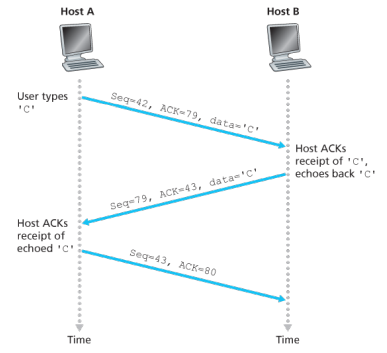 Host A
Host B
User types
'C'
Seq=42, ACK=79, data='C'
Host ACKs
receipt of 'C',
echoes back 'C'
Seq=79, ACK=43, data='C'
Host ACKs
receipt of
echoed 'C'
Seq=43, ACK=80
Time
Time